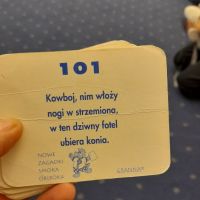 101
Kowboj, nim włoży
nogi w strzemiona,
w ten dziwny fotel
ubiera konia.
NOWE
ZAGADKI
SMOKA
OBIBOKA